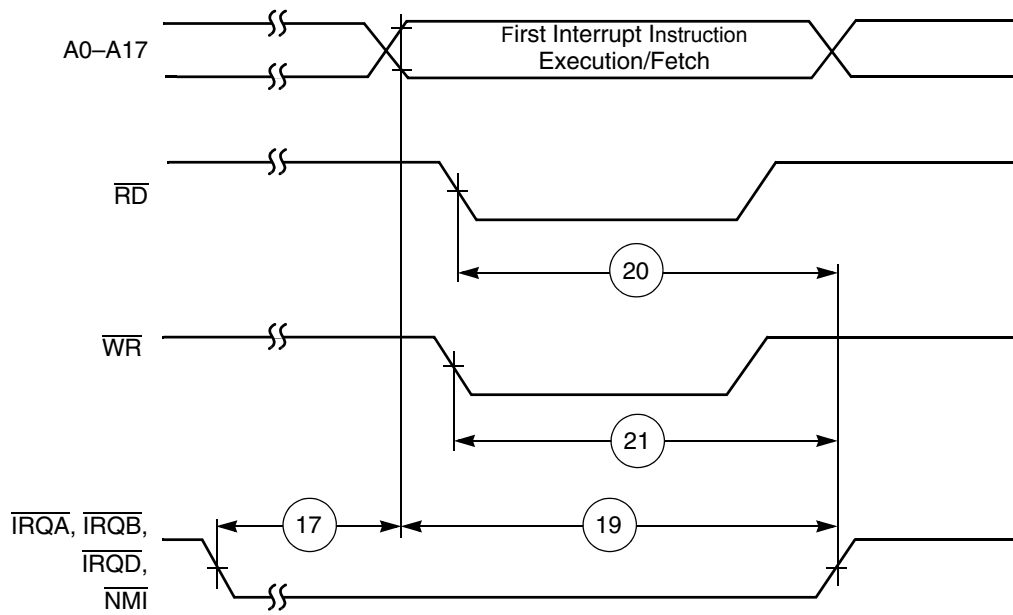 A0–A17
First Interrupt Instruction
Execution/Fetch
RD
20
WR
21
IRQA, IRQB,
IRQD,
NMI
17
19